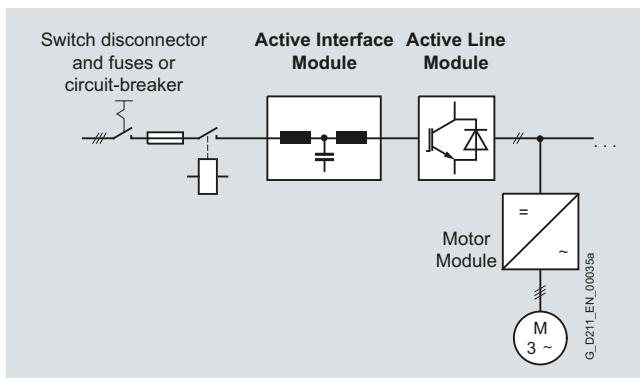 Switch disconnector
and fuses or
circuit-breaker
Active Interface
Module
Active Line
Module
. . .
=
~
Motor
Module
M
3 ~
G_D211_EN_00035a